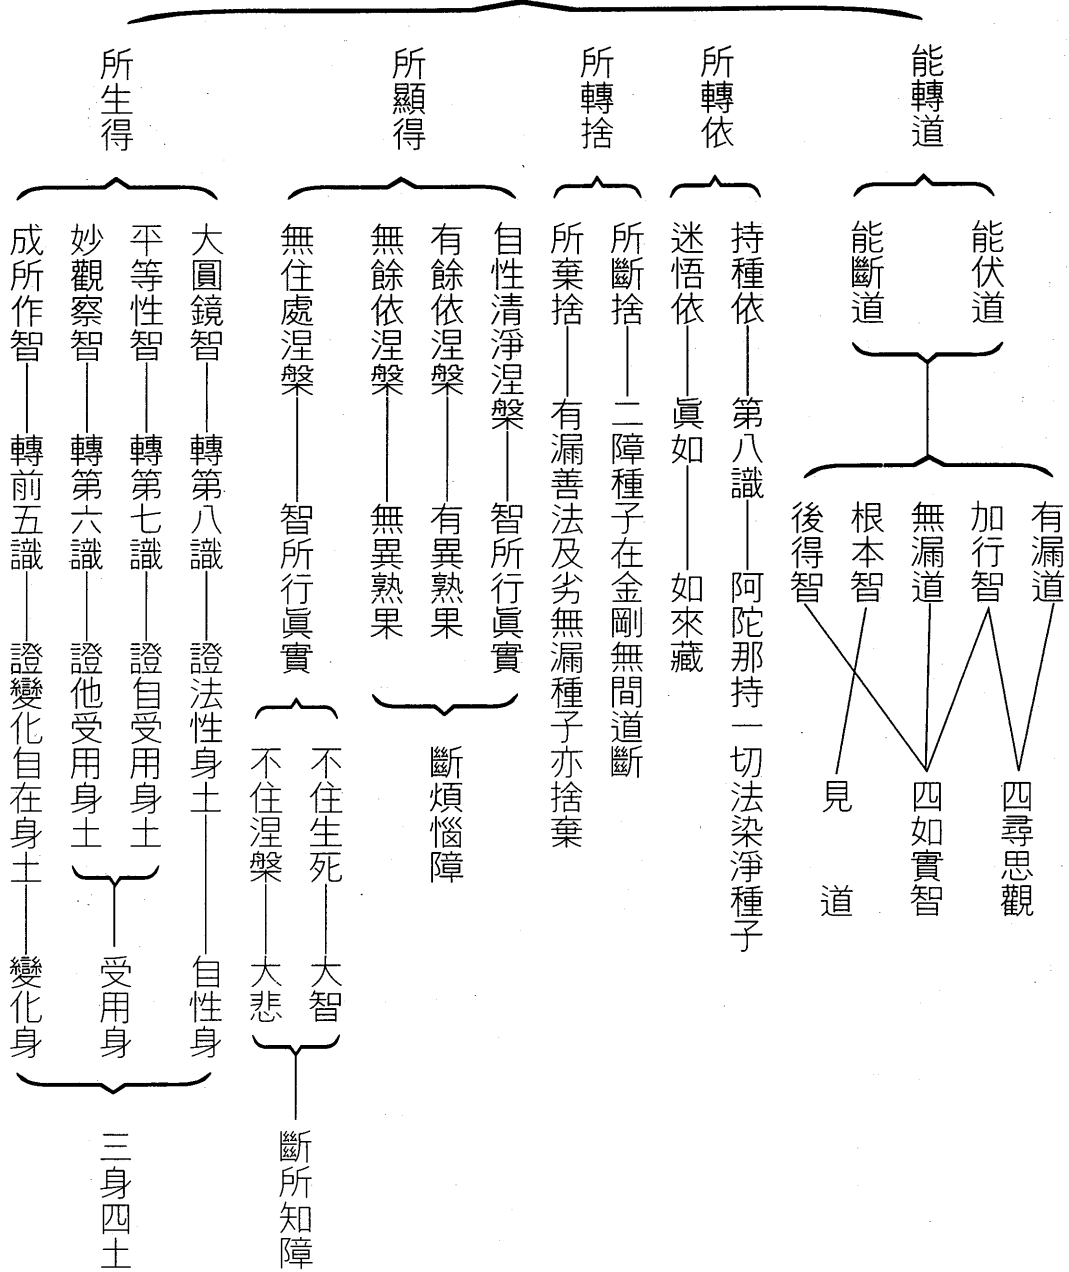 能轉道
能伏道
能斷道
有漏道
加行智
無漏道
根本智
後得智
四尋思觀
四如實智
見道
所轉依
持種依
第八識
阿陀那持一切法染淨種子
迷悟依
眞如
如來藏
所轉捨
所斷捨
二障種子在金剛無間道斷
所棄捨
有漏善法及劣無漏種子亦捨棄
所顯得
自性清淨涅槃
智所行眞實
有餘依涅槃
有異熟果
無餘依涅槃
無異熟果
斷煩惱障
無住處涅槃
智所行眞實
不住生死
大智
不住涅槃
大悲
斷所知障
所生得
大圓鏡智
轉第八識
證法性身土
自性身
平等性智
轉第七識
證自受用身土
妙觀察智
轉第六識
證他受用身土
受用身
成所作智
轉前五識
證變化自在身土
變化身
三身四土